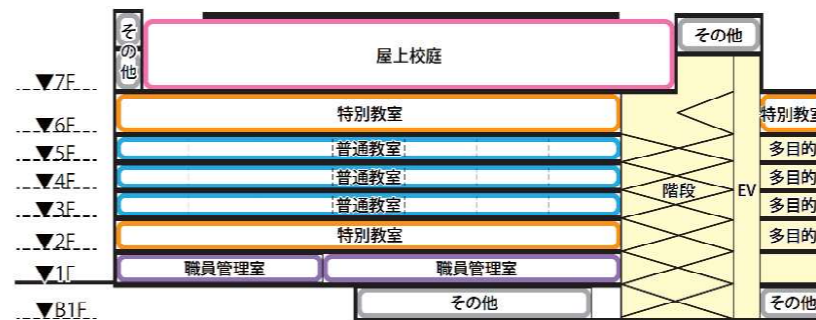 その他
その他
屋上校庭
▼7F
特別教室
特別教室
▼6F
▼5F
普通教室
多目的
▼4F
普通教室
階段
EV
多目的
▼3F
普通教室
多目的
▼2F
特別教室
多目的
▼1F
職員管理室
職員管理室
▼B1F
その他
その他